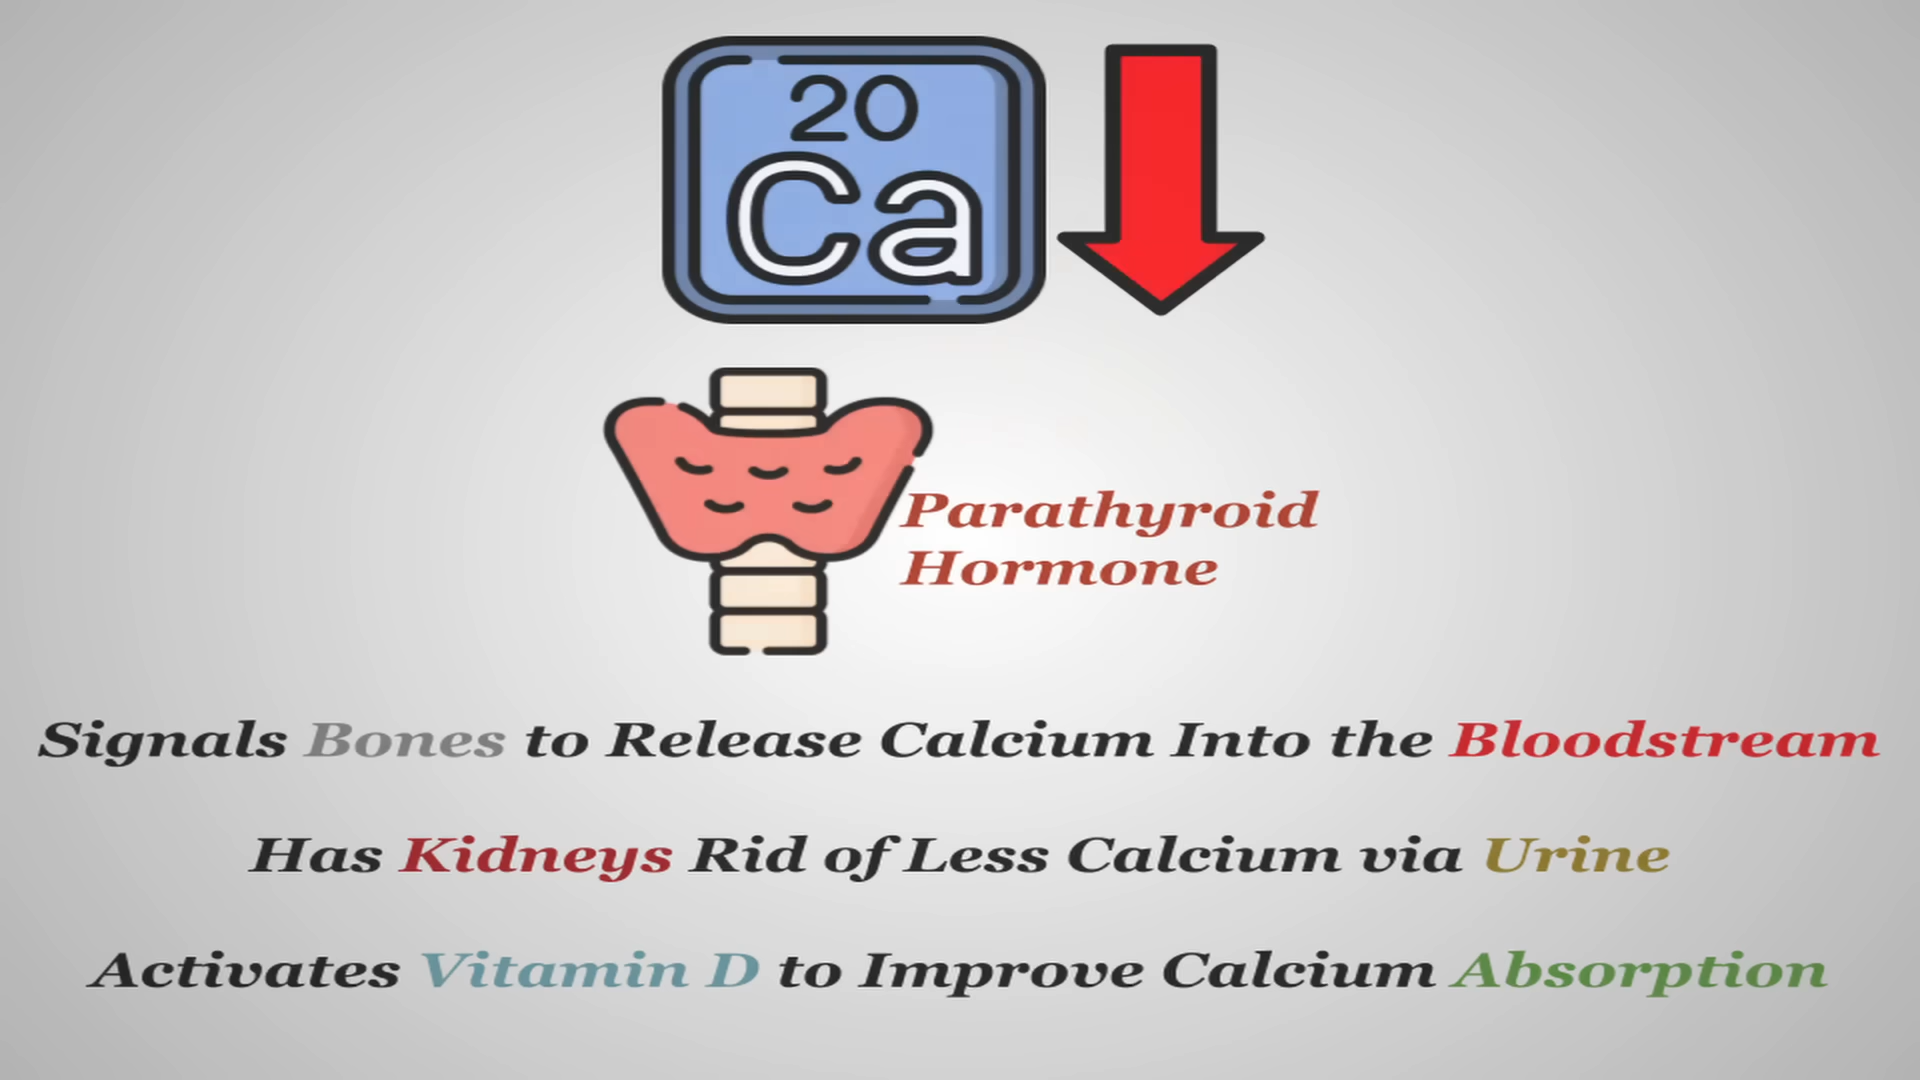 20
Ca
Parathyroid
Hormone
Signals Bones to Release Calcium Into the Bloodstream
Has Kidneys Rid of Less Calcium via Urine
Activates Vitamin D to Improve Calcium Absorption